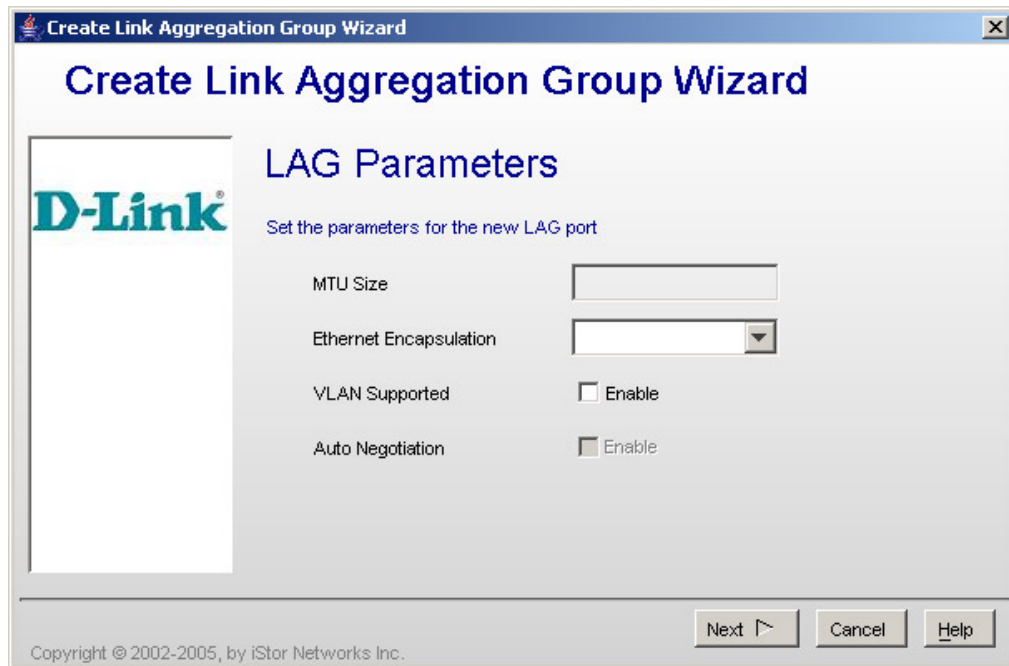 Create Link Aggregation Group Wizard
Create Link Aggregation Group Wizard
D-Link®
LAG Parameters
Set the parameters for the new LAG port
MTU Size
Ethernet Encapsulation
VLAN Supported Enable
Auto Negotiation Enable
Next Cancel Help
Copyright © 2002-2005, by iStor Networks Inc.